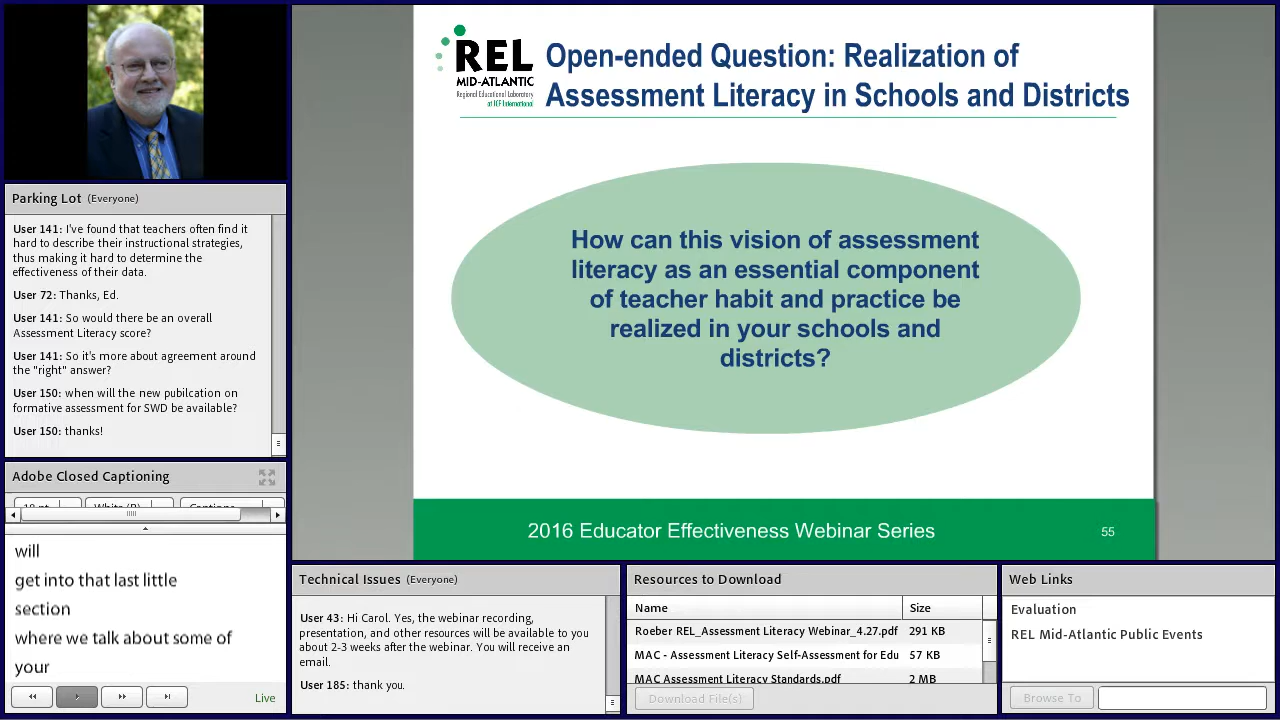 REL
MID-ATLANTIC
Regional Educational Laboratory
at ICF International
Open-ended Question: Realization of
Assessment Literacy in Schools and Districts
How can this vision of assessment
literacy as an essential component
of teacher habit and practice be
realized in your schools and
districts?
2016 Educator Effectiveness Webinar Series
55
Parking Lot (Everyone)
User 141: I've found that teachers often find it
hard to describe their instructional strategies,
thus making it hard to determine the
effectiveness of their data.
User 72: Thanks, Ed.
User 141: So would there be an overall
Assessment Literacy score?
User 141: So it's more about agreement around
the "right" answer?
User 150: when will the new pubilcation on
formative assessment for SWD be available?
User 150: thanks!
Adobe Closed Captioning
18 pt
White (B)
Captions
will
get into that last little
section
where we talk about some of
your
Live
Technical Issues (Everyone)
User 43: Hi Carol. Yes, the webinar recording,
presentation, and other resources will be available to you
about 2-3 weeks after the webinar. You will receive an
email.
User 185: thank you.
Resources to Download
Name Size
Roeber REL_Assessment Literacy Webinar_4.27.pdf 291 KB
MAC - Assessment Literacy Self-Assessment for Edu 57 KB
MAC Assessment Literacy Standards.pdf 2 MB
Download File(s)
Web Links
Evaluation
REL Mid-Atlantic Public Events
Browse To